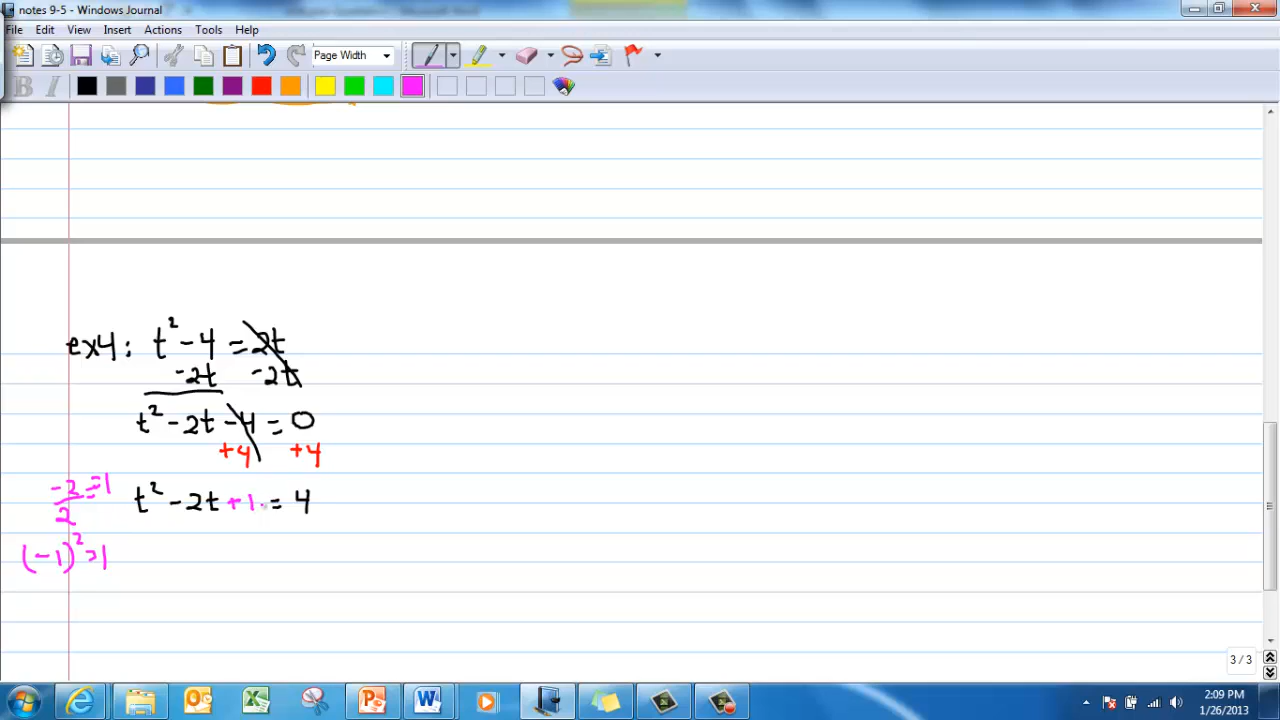 notes 9-5 - Windows Journal
File Edit View Insert Actions Tools Help
Page Width
B I
ex4: t² - 4 = 2t
-2t -2t
t² - 2t - 4 = 0
+4 +4
-2/2 = -1
t² - 2t + 1 = 4
(-1)² = 1
3 / 3
2:09 PM
1/26/2013